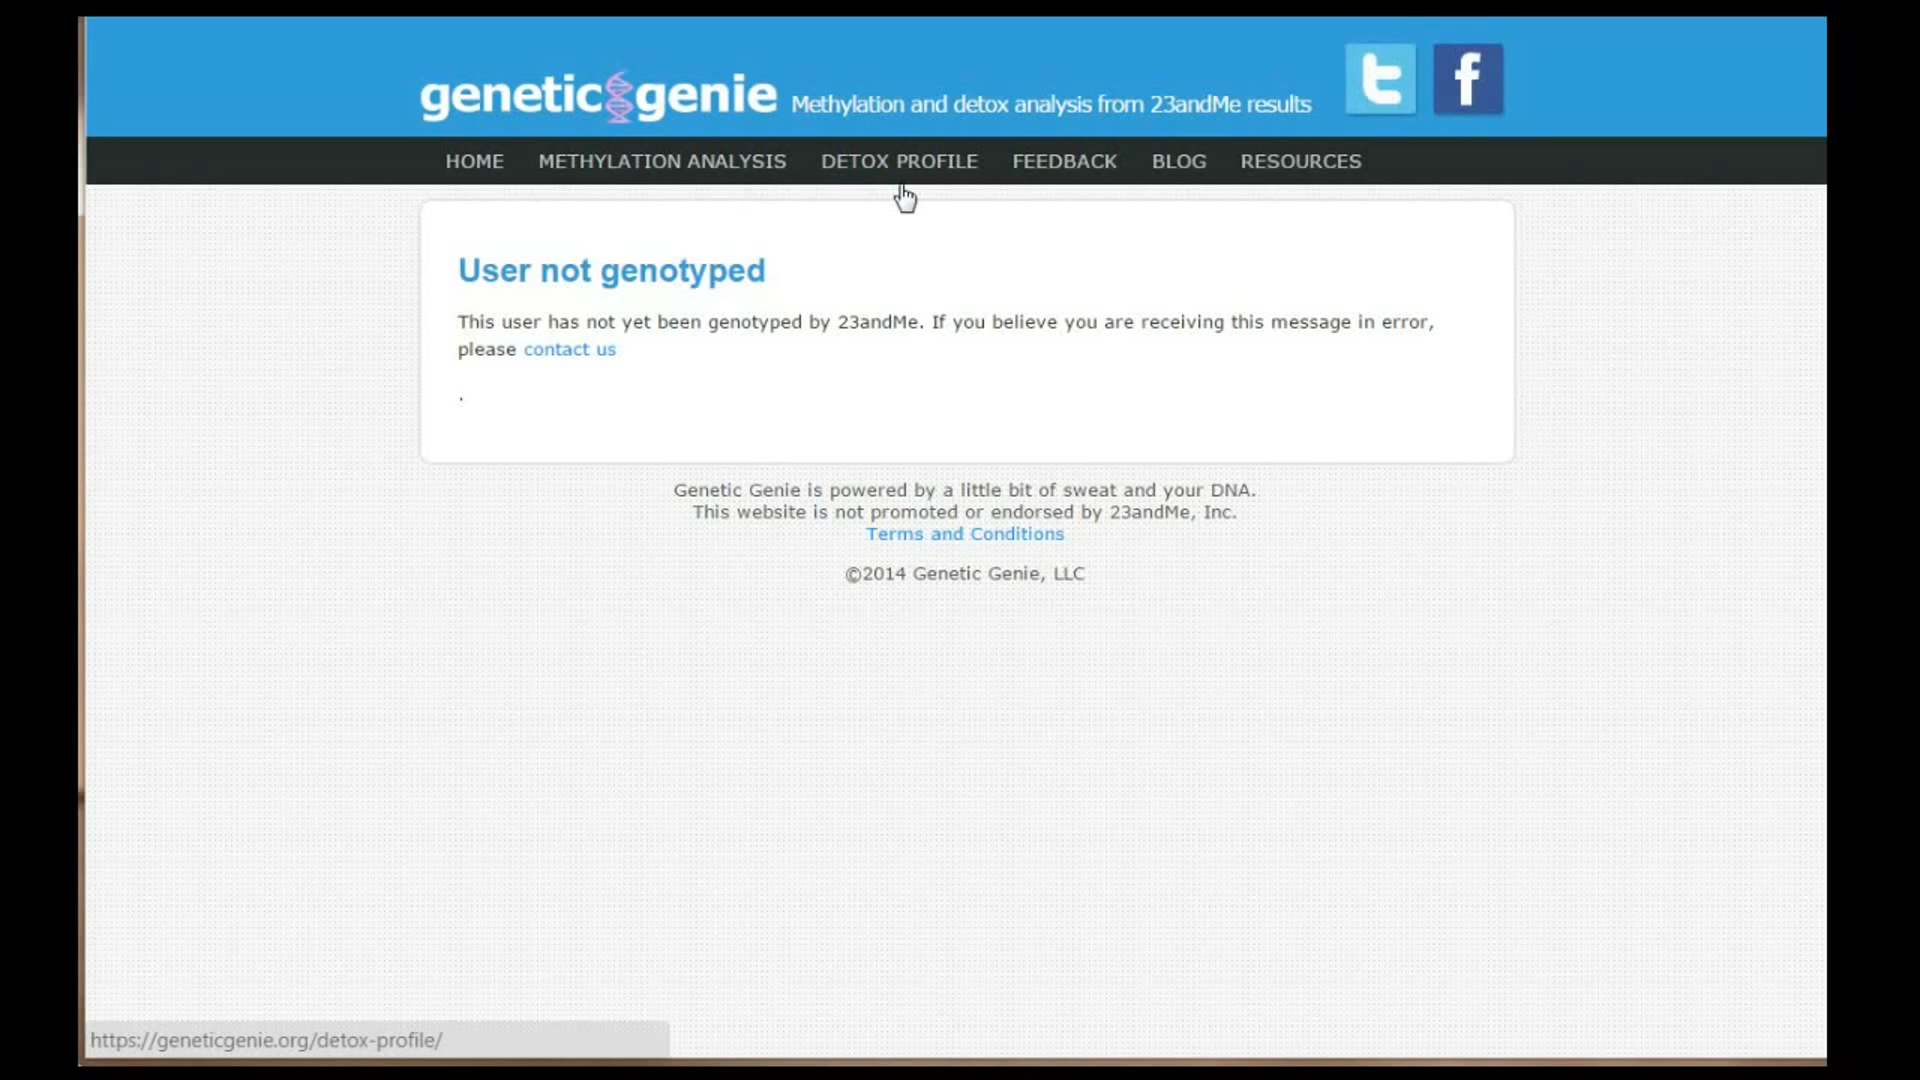 genetic genie Methylation and detox analysis from 23andMe results
HOME METHYLATION ANALYSIS DETOX PROFILE FEEDBACK BLOG RESOURCES
User not genotyped
This user has not yet been genotyped by 23andMe. If you believe you are receiving this message in error,
please contact us
.
Genetic Genie is powered by a little bit of sweat and your DNA.
This website is not promoted or endorsed by 23andMe, Inc.
Terms and Conditions
©2014 Genetic Genie, LLC
https://geneticgenie.org/detox-profile/